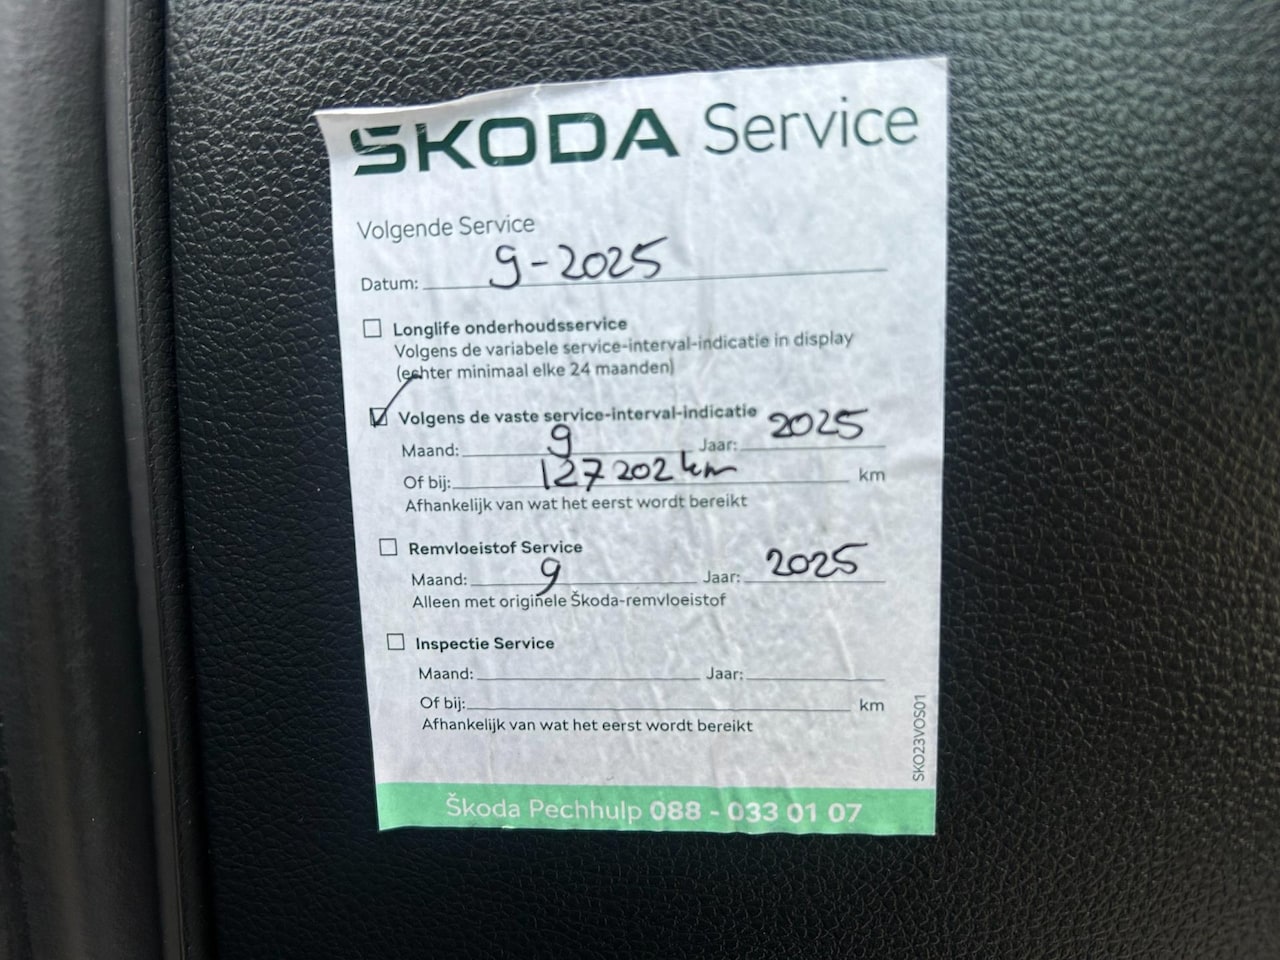 ŠKODA Service
Volgende Service
Datum: 9-2025
Longlife onderhoudsservice
Volgens de variabele service-interval-indicatie in display
(echter minimaal elke 24 maanden)
Volgens de vaste service-interval-indicatie
Maand: 9 Jaar: 2025
Of bij: 127 202 km km
Afhankelijk van wat het eerst wordt bereikt
Remvloeistof Service
Maand: 9 Jaar: 2025
Alleen met originele Škoda-remvloeistof
Inspectie Service
Maand: Jaar:
Of bij: km
Afhankelijk van wat het eerst wordt bereikt
SKO23VOS01
Škoda Pechhulp 088 - 033 01 07